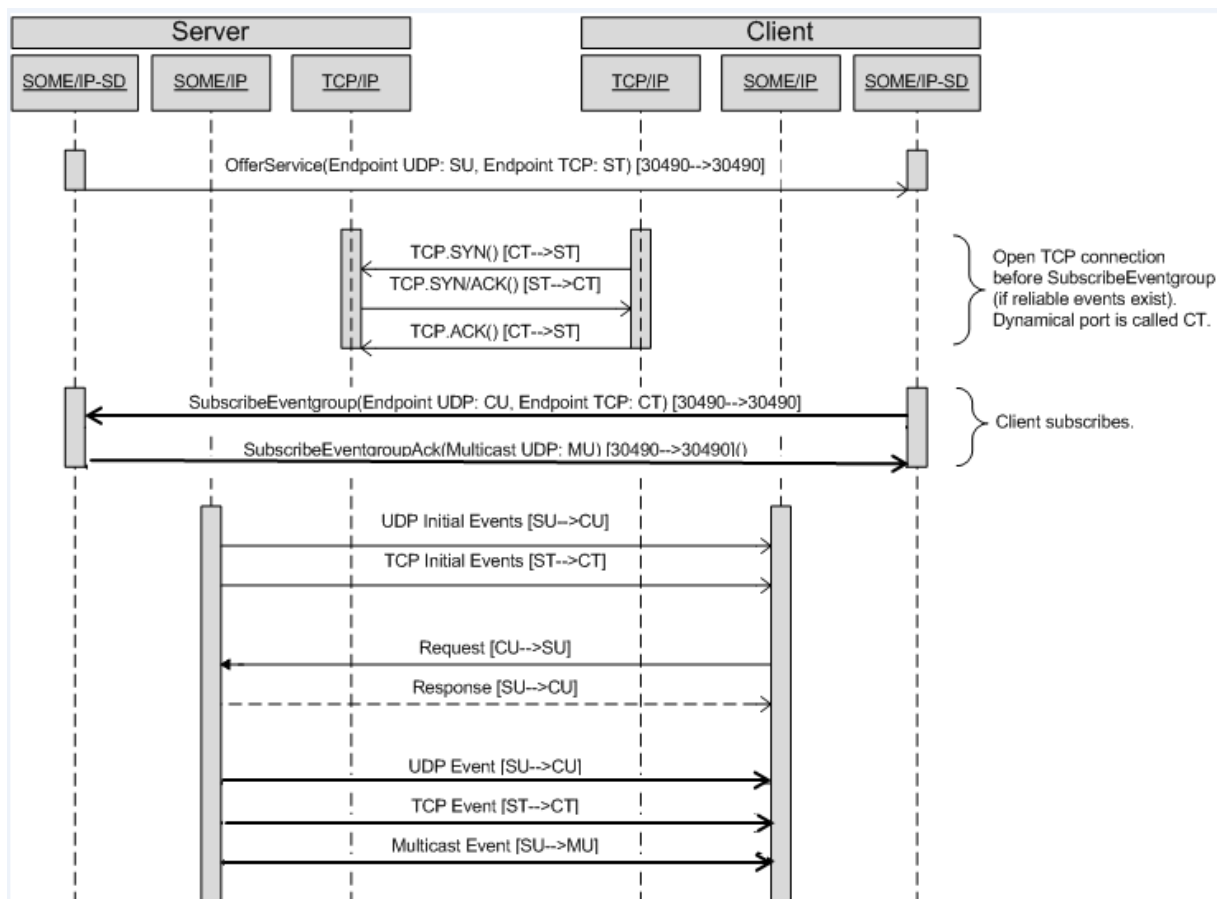 Server
Client
SOME/IP-SD
SOME/IP
TCP/IP
TCP/IP
SOME/IP
SOME/IP-SD
OfferService(Endpoint UDP: SU, Endpoint TCP: ST) [30490-->30490]
TCP.SYN() [CT-->ST]
TCP.SYN/ACK() [ST-->CT]
TCP.ACK() [CT-->ST]
Open TCP connection
before SubscribeEventgroup
(if reliable events exist).
Dynamical port is called CT.
SubscribeEventgroup(Endpoint UDP: CU, Endpoint TCP: CT) [30490-->30490]
Client subscribes.
SubscribeEventgroupAck(Multicast UDP: MU) [30490-->30490]()
UDP Initial Events [SU-->CU]
TCP Initial Events [ST-->CT]
Request [CU-->SU]
Response [SU-->CU]
UDP Event [SU-->CU]
TCP Event [ST-->CT]
Multicast Event [SU-->MU]